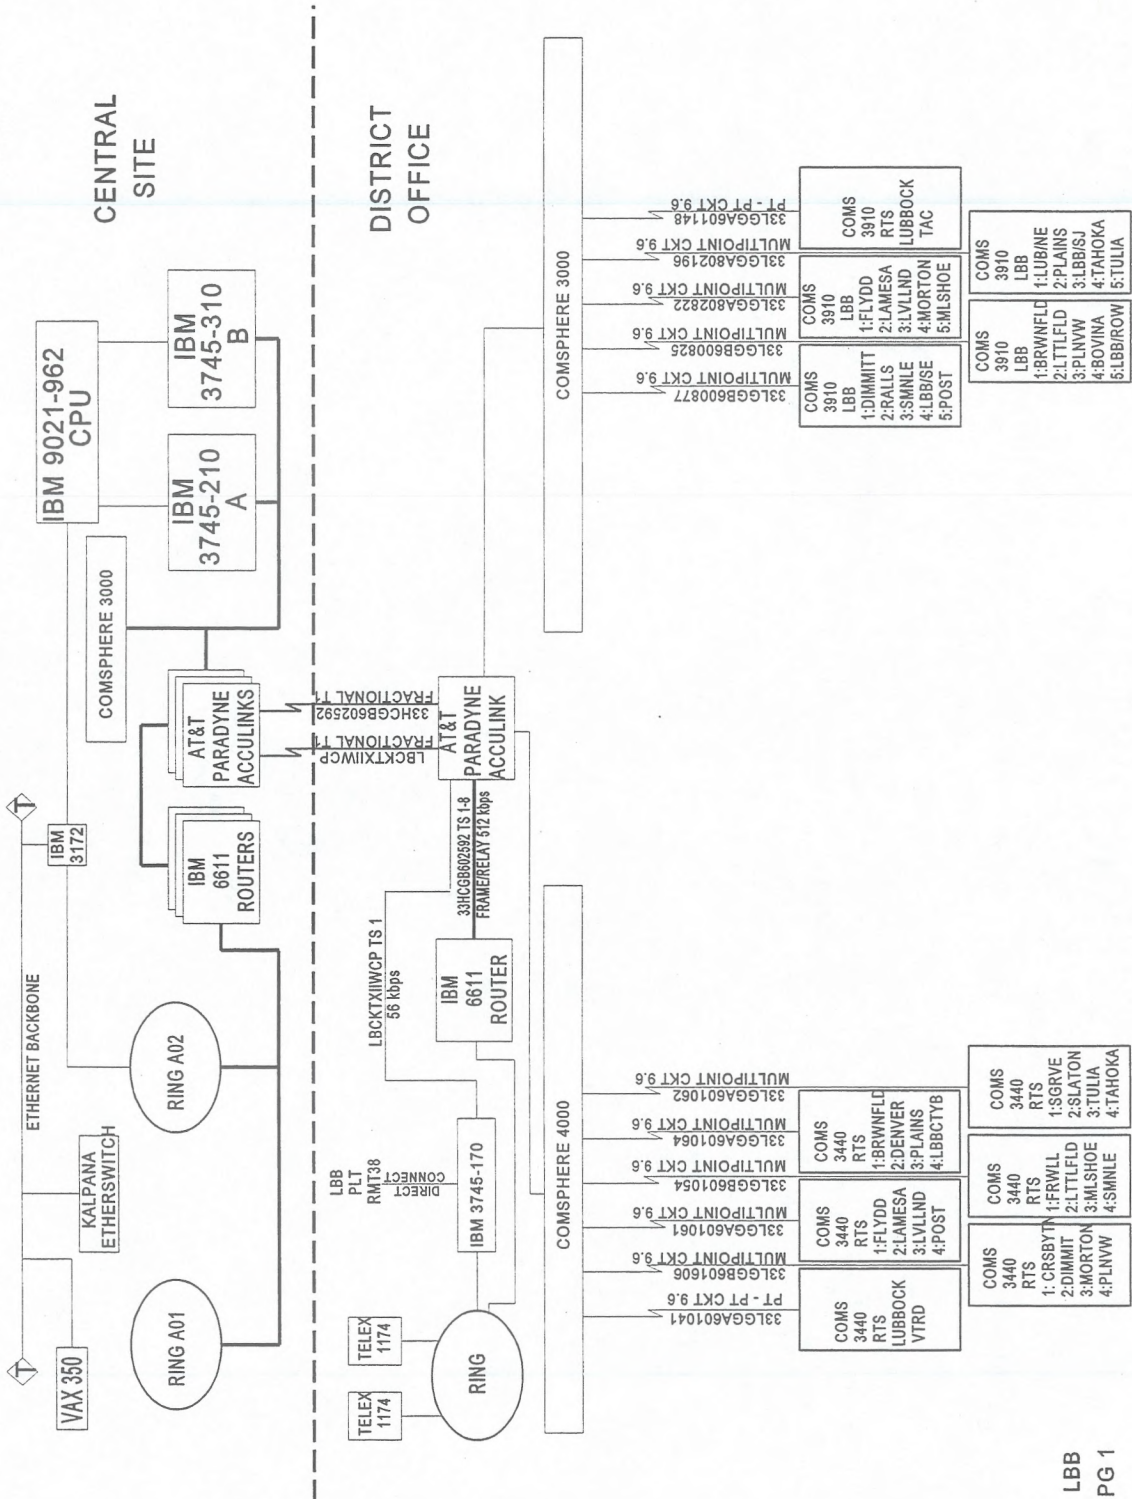 CENTRAL
SITE
ETHERNET BACKBONE
T
T
VAX 350
KALPANA
ETHERSWITCH
IBM
3172
IBM 9021-962
CPU
COMSPHERE 3000
IBM
3745-210
A
IBM
3745-310
B
RING A01
RING A02
IBM
6611
ROUTERS
AT&T
PARADYNE
ACCULINKS
LBCKTXIIWCP
FRACTIONAL T1
33HCGB602592
FRACTIONAL T1
DISTRICT
OFFICE
TELEX
1174
TELEX
1174
RING
LBB
PLT
RMT38
DIRECT
CONNECT
IBM 3745-170
LBCKTXIIWCP TS 1
56 kbps
IBM
6611
ROUTER
33HCGB602592 TS 1-8
FRAME/RELAY 512 kbps
AT&T
PARADYNE
ACCULINK
COMSPHERE 4000
COMSPHERE 3000
33LGGA601041
PT - PT CKT 9.6
33LGGB601606
MULTIPOINT CKT 9.6
33LGGA601061
MULTIPOINT CKT 9.6
33LGGB601054
MULTIPOINT CKT 9.6
33LGGA601064
MULTIPOINT CKT 9.6
33LGGA601062
MULTIPOINT CKT 9.6
33LGGB600877
MULTIPOINT CKT 9.6
33LGGB600825
MULTIPOINT CKT 9.6
33LGGA802822
MULTIPOINT CKT 9.6
33LGGA802196
MULTIPOINT CKT 9.6
33LGGA601148
PT - PT CKT 9.6
COMS
3440
RTS
LUBBOCK
VTRD
COMS
3440
RTS
1:FLYDD
2:LAMESA
3:LVLLND
4:POST
COMS
3440
RTS
1:BRWNFLD
2:DENVER
3:PLAINS
4:LBBCTYB
COMS
3910
LBB
1:DIMMITT
2:RALLS
3:SMNLE
4:LBB/SE
5:POST
COMS
3910
LBB
1:FLYDD
2:LAMESA
3:LVLLND
4:MORTON
5:MLSHOE
COMS
3910
RTS
LUBBOCK
TAC
COMS
3440
RTS
1: CRSBYTN
2:DIMMIT
3:MORTON
4:PLNVW
COMS
3440
RTS
1:FRWLL
2:LTTLFLD
3:MLSHOE
4:SMNLE
COMS
3440
RTS
1:SGRVE
2:SLATON
3:TULIA
4:TAHOKA
COMS
3910
LBB
1:BRWNFLD
2:LTTLFLD
3:PLNVW
4:BOVINA
5:LBB/ROW
COMS
3910
LBB
1:LUB/NE
2:PLAINS
3:LBB/SJ
4:TAHOKA
5:TULIA
LBB
PG 1